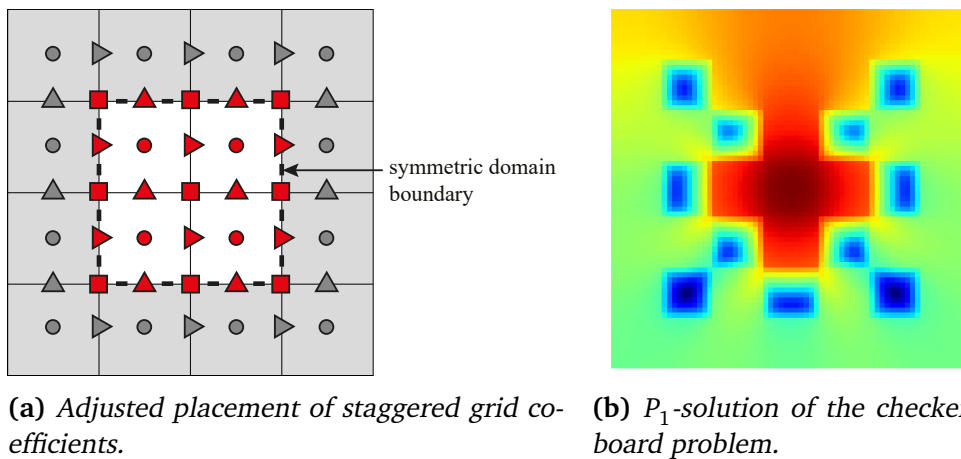 symmetric domain
boundary
(a) Adjusted placement of staggered grid co-
efficients.
(b) P₁-solution of the checker
board problem.